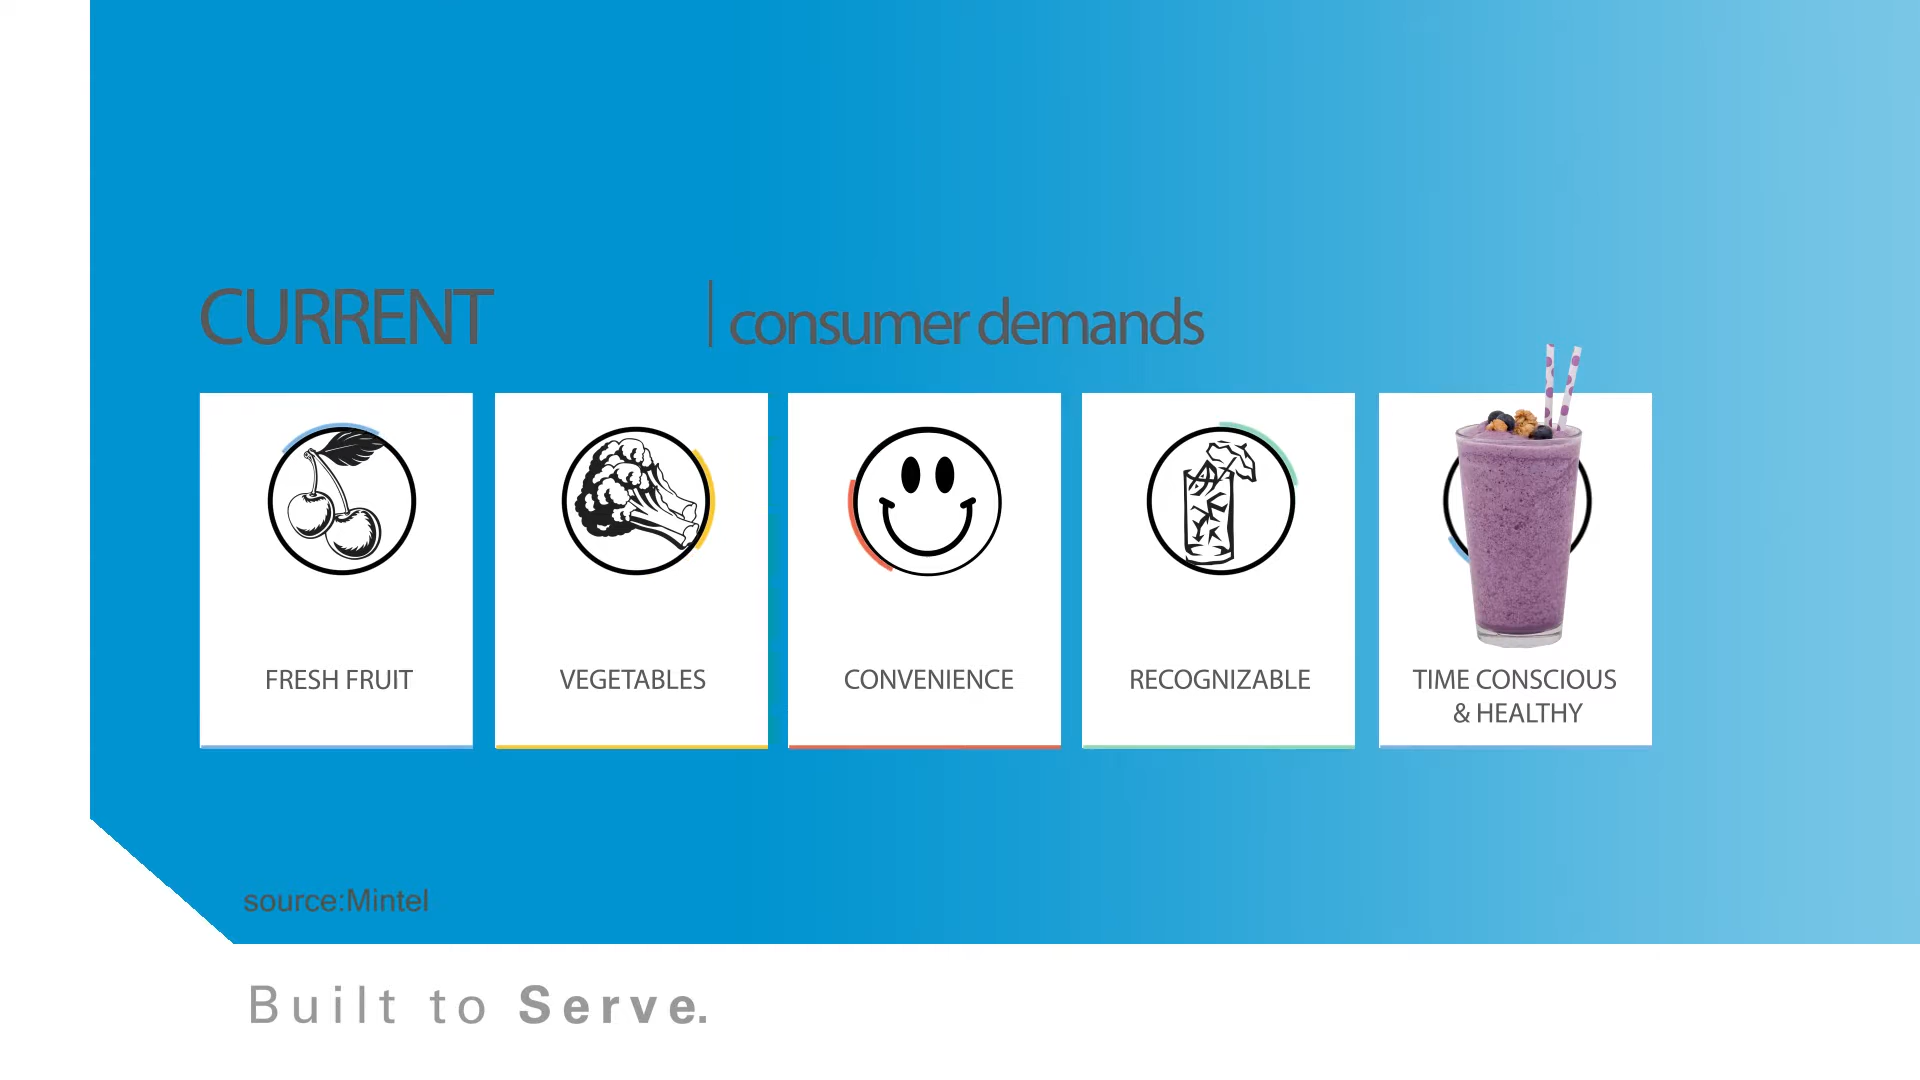 CURRENT | consumer demands
FRESH FRUIT
VEGETABLES
CONVENIENCE
RECOGNIZABLE
TIME CONSCIOUS
& HEALTHY
source:Mintel
Built to Serve.